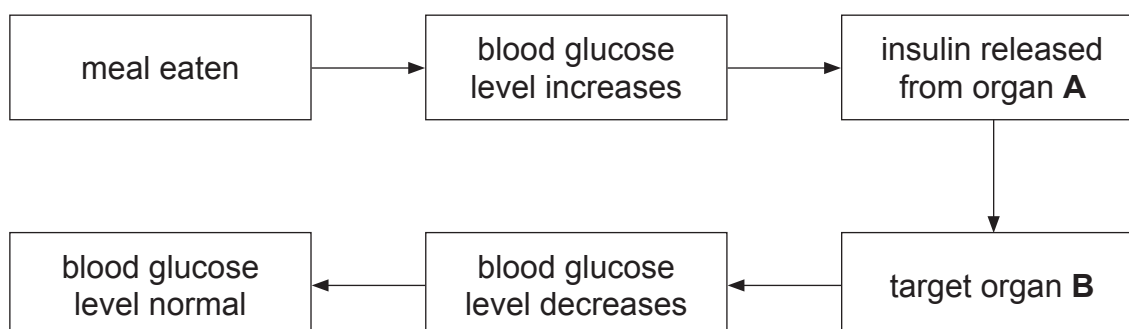 meal eaten
blood glucose
level increases
insulin released
from organ A
target organ B
blood glucose
level decreases
blood glucose
level normal